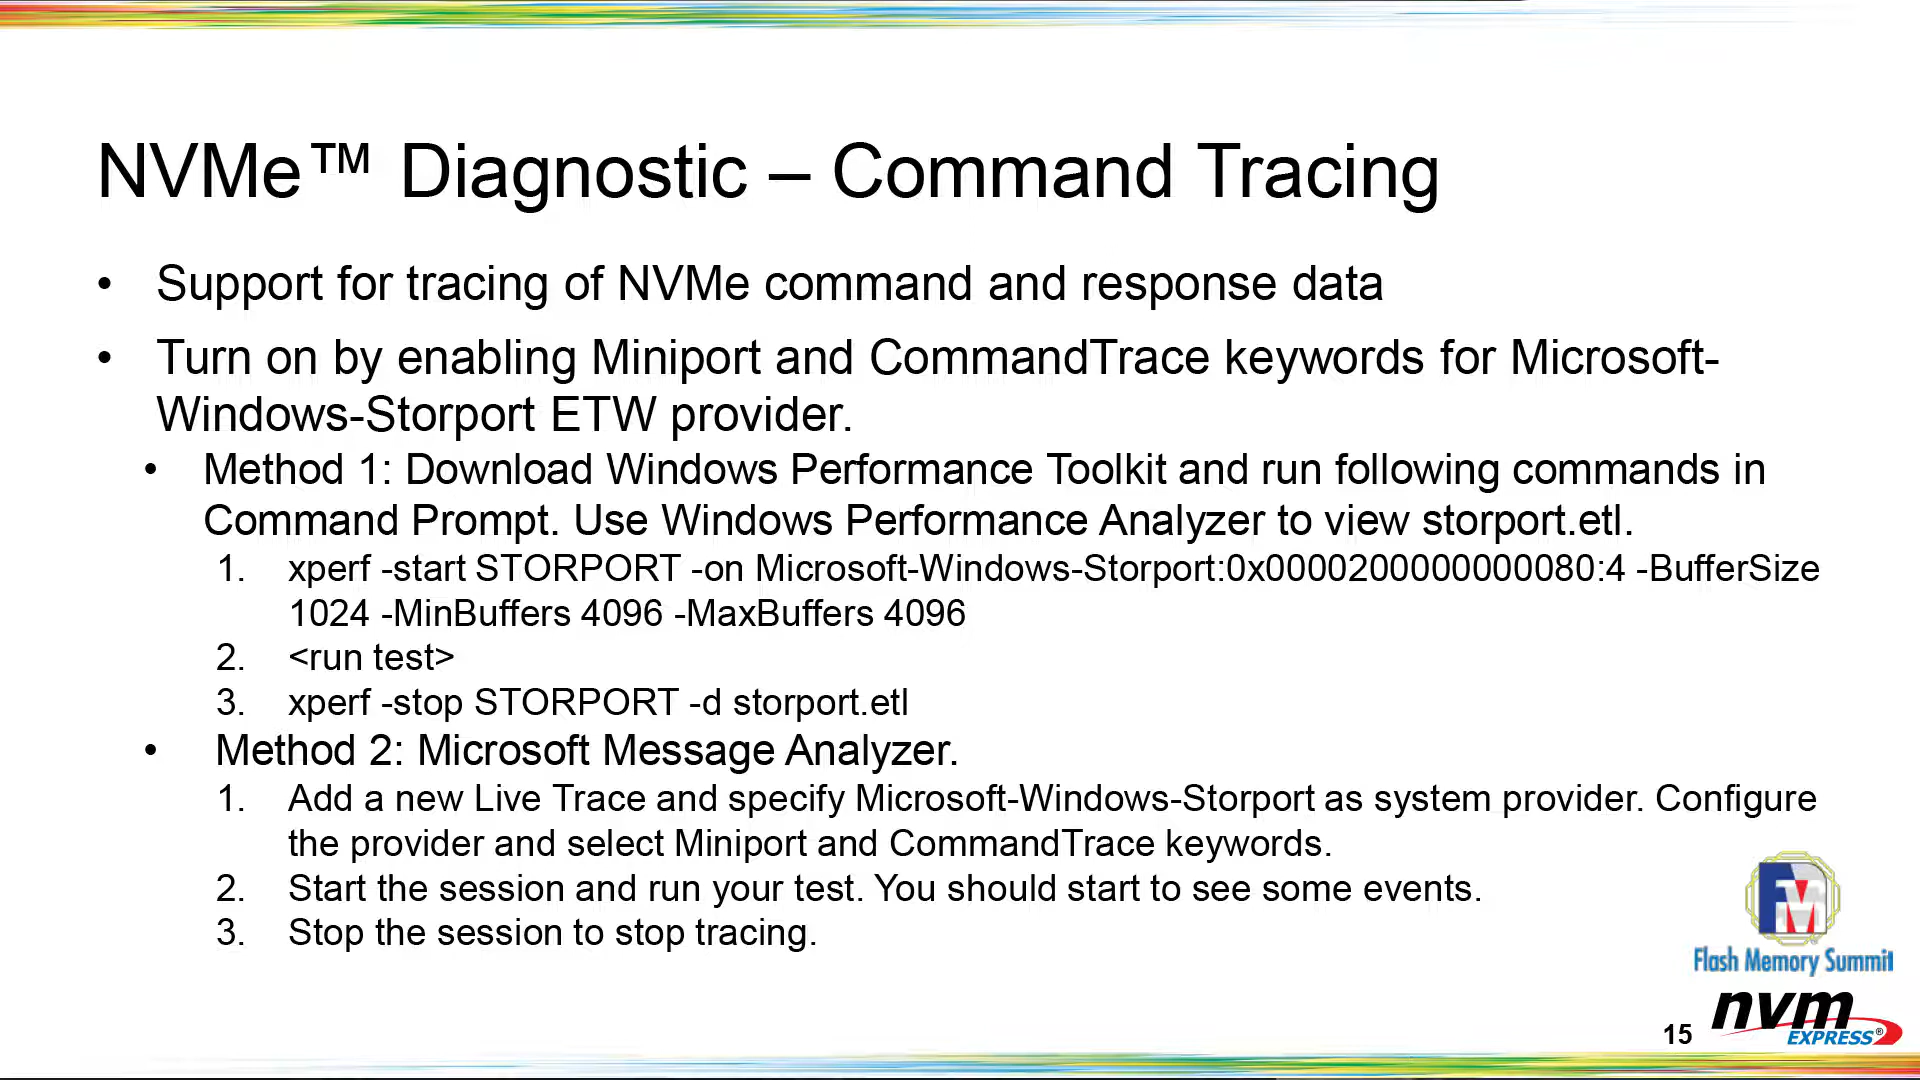 NVMe™ Diagnostic – Command Tracing
• Support for tracing of NVMe command and response data
• Turn on by enabling Miniport and CommandTrace keywords for Microsoft-
Windows-Storport ETW provider.
• Method 1: Download Windows Performance Toolkit and run following commands in
Command Prompt. Use Windows Performance Analyzer to view storport.etl.
1. xperf -start STORPORT -on Microsoft-Windows-Storport:0x0000200000000080:4 -BufferSize
1024 -MinBuffers 4096 -MaxBuffers 4096
2. <run test>
3. xperf -stop STORPORT -d storport.etl
• Method 2: Microsoft Message Analyzer.
1. Add a new Live Trace and specify Microsoft-Windows-Storport as system provider. Configure
the provider and select Miniport and CommandTrace keywords.
2. Start the session and run your test. You should start to see some events.
3. Stop the session to stop tracing.
FM
Flash Memory Summit
nvm
EXPRESS®
15